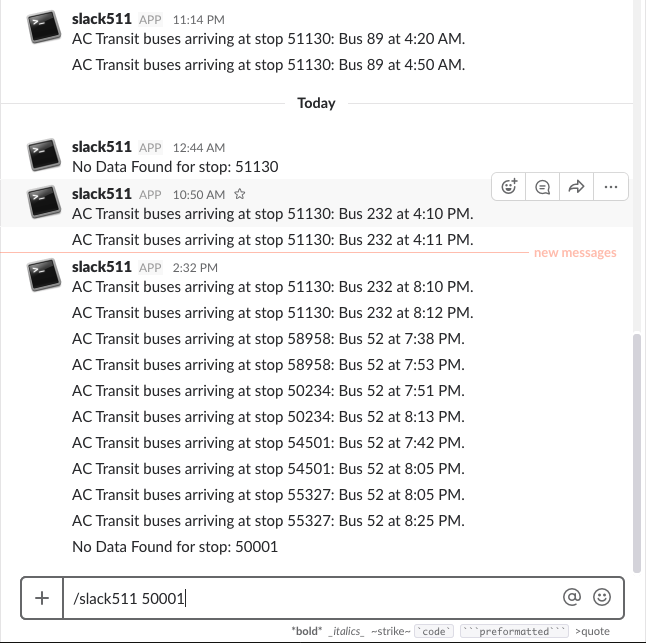 slack511 APP 11:14 PM
AC Transit buses arriving at stop 51130: Bus 89 at 4:20 AM.
AC Transit buses arriving at stop 51130: Bus 89 at 4:50 AM.
Today
slack511 APP 12:44 AM
No Data Found for stop: 51130
slack511 APP 10:50 AM
AC Transit buses arriving at stop 51130: Bus 232 at 4:10 PM.
AC Transit buses arriving at stop 51130: Bus 232 at 4:11 PM.
new messages
slack511 APP 2:32 PM
AC Transit buses arriving at stop 51130: Bus 232 at 8:10 PM.
AC Transit buses arriving at stop 51130: Bus 232 at 8:12 PM.
AC Transit buses arriving at stop 58958: Bus 52 at 7:38 PM.
AC Transit buses arriving at stop 58958: Bus 52 at 7:53 PM.
AC Transit buses arriving at stop 50234: Bus 52 at 7:51 PM.
AC Transit buses arriving at stop 50234: Bus 52 at 8:13 PM.
AC Transit buses arriving at stop 54501: Bus 52 at 7:42 PM.
AC Transit buses arriving at stop 54501: Bus 52 at 8:05 PM.
AC Transit buses arriving at stop 55327: Bus 52 at 8:05 PM.
AC Transit buses arriving at stop 55327: Bus 52 at 8:25 PM.
No Data Found for stop: 50001
/slack511 50001
*bold* _italics_ ~strike~ `code` ```preformatted``` >quote